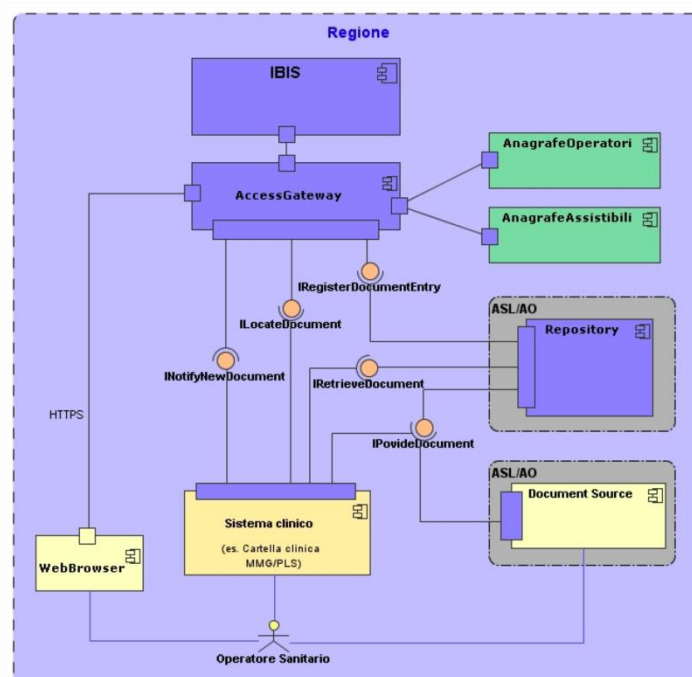 Regione
IBIS
AnagrafeOperatori
AccessGateway
AnagrafeAssistibili
IRegisterDocumentEntry
ASL/AO
Repository
ILocateDocument
INotifyNewDocument
IRetrieveDocument
HTTPS
IPovideDocument
ASL/AO
Document Source
Sistema clinico
(es. Cartella clinica
MMG/PLS)
WebBrowser
Operatore Sanitario